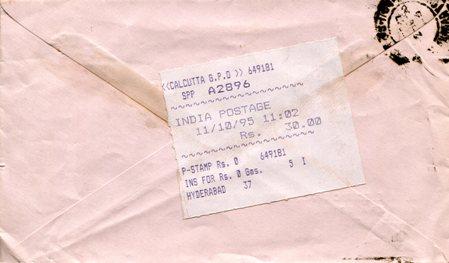 <<CALCUTTA G.P.O >> 649181
SPP A2896
INDIA POSTAGE
11/10/95 11:02
Rs. 30.00
P-STAMP Rs. 0 649181
INS FOR Rs. 0 Gms. S I
HYDERABAD 37